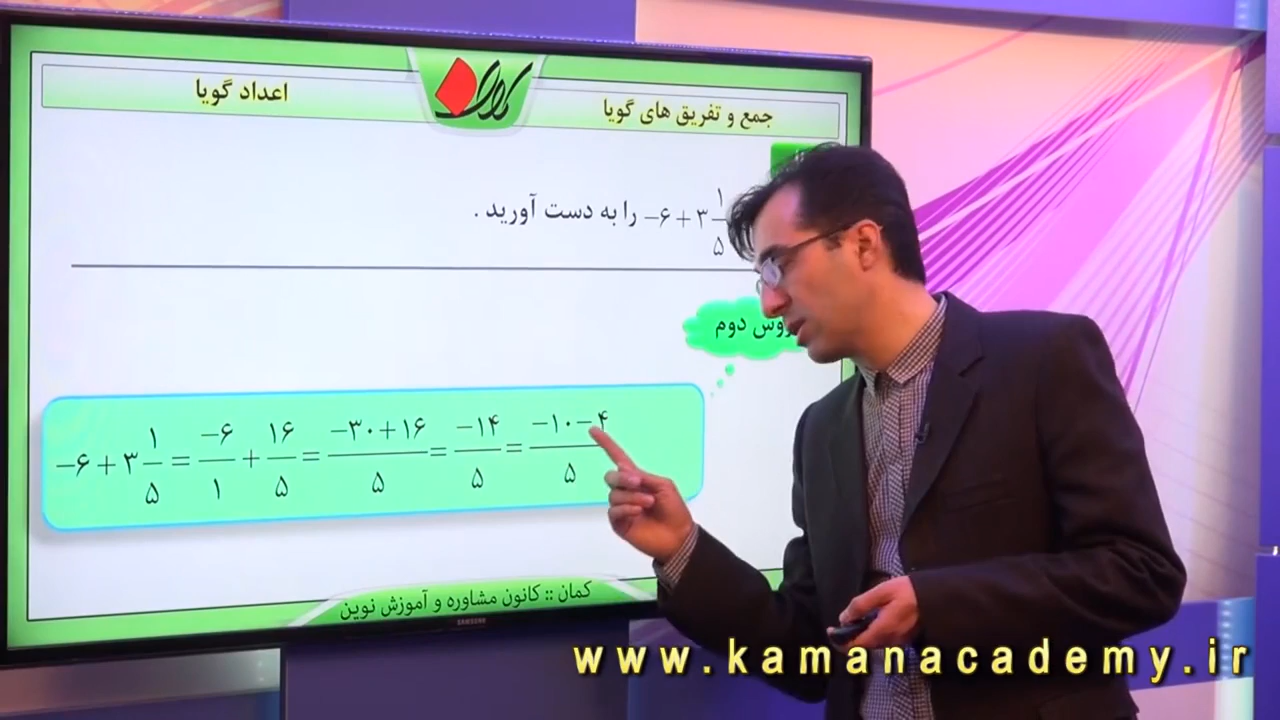 جمع و تفریق های گویا
اعداد گویا
-۶+۳ ۱/۵ را به دست آورید .
روس دوم
-۶+۳ ۱/۵ = -۶/۱ + ۱۶/۵ = -۳۰+۱۶/۵ = -۱۴/۵ = -۱۰-۴/۵
کمان :: کانون مشاوره و آموزش نوین
SAMSUNG
www.kamanacademy.ir